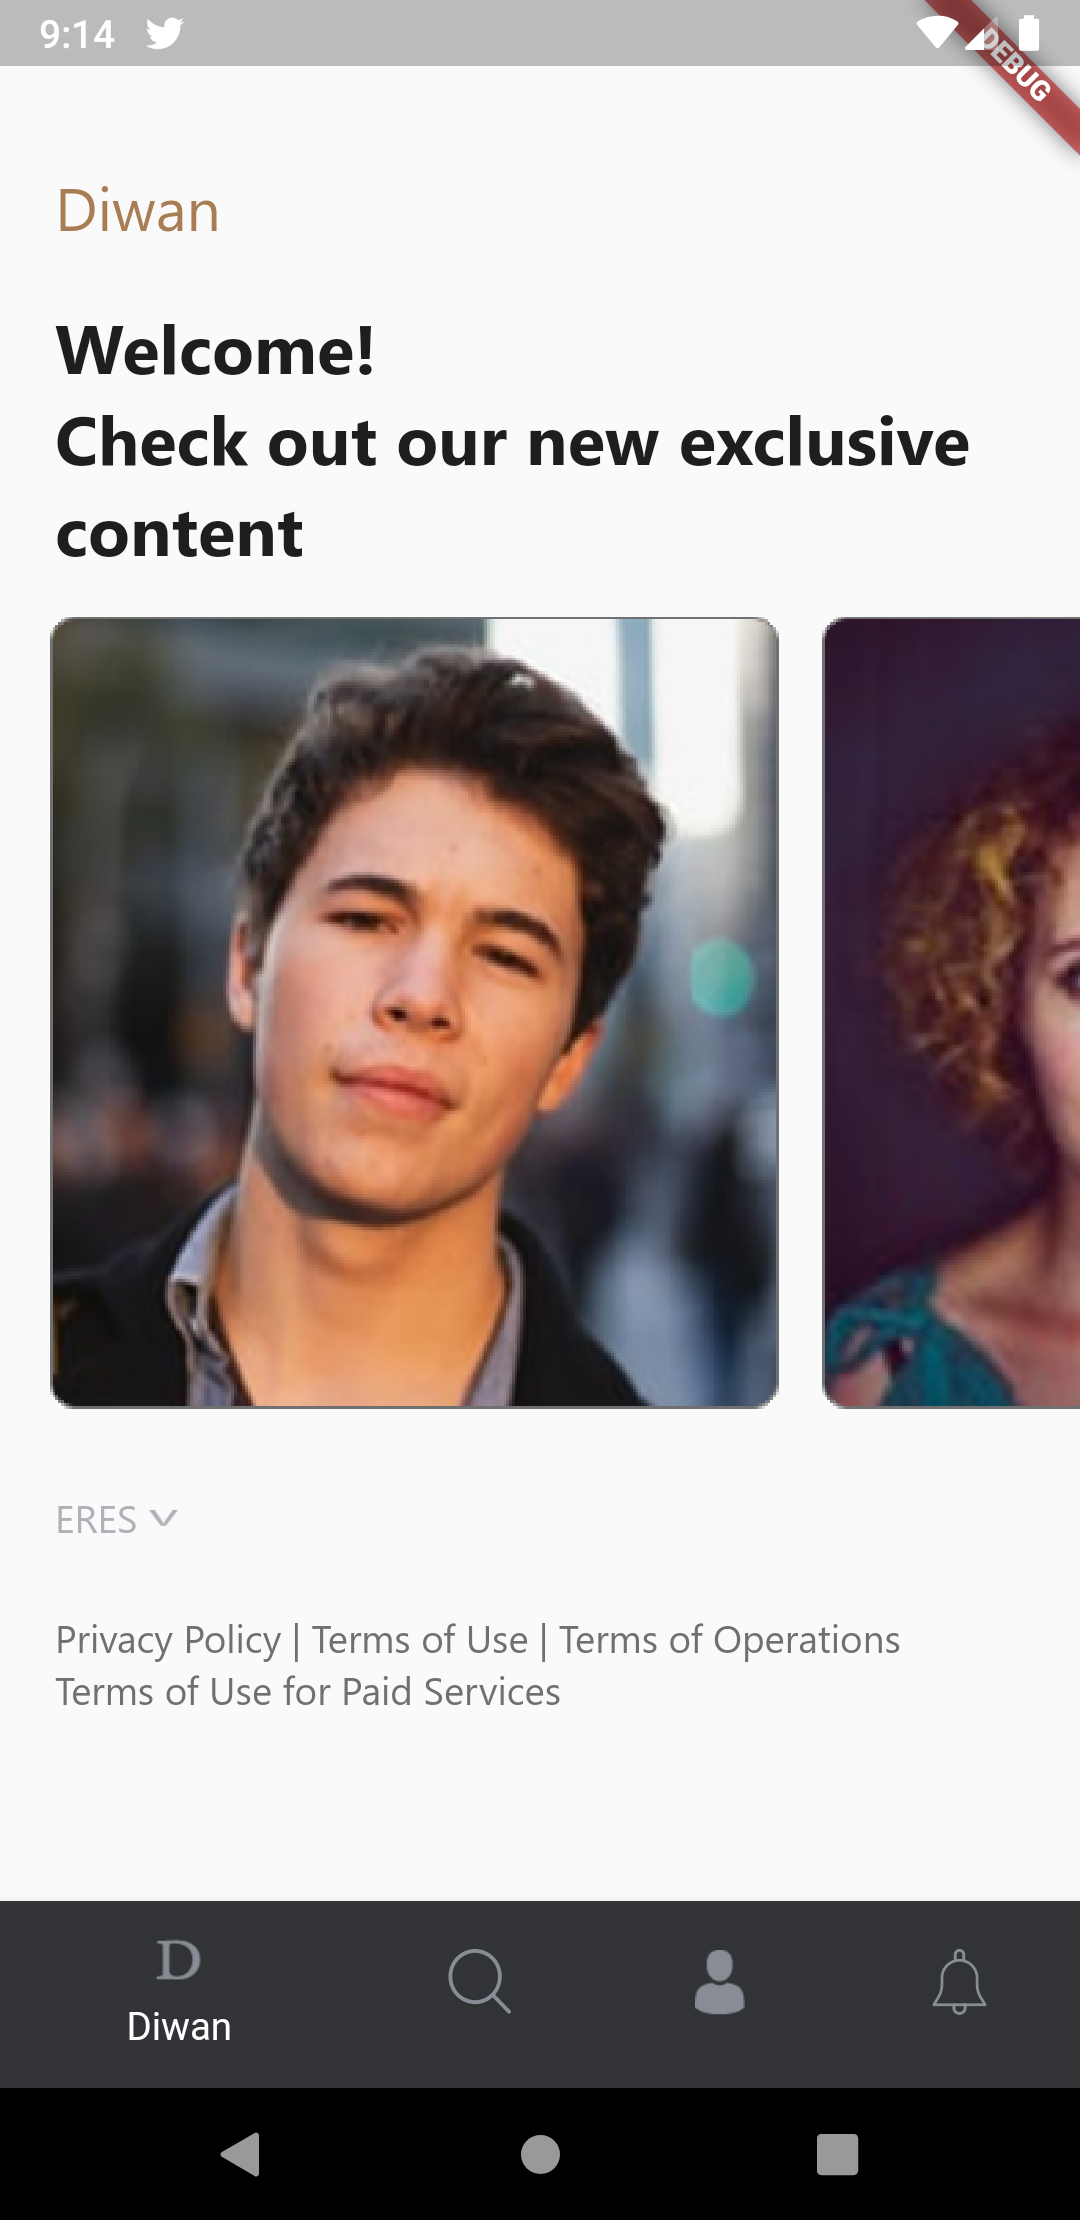 9:14
DEBUG
Diwan
Welcome!
Check out our new exclusive
content
ERES
Privacy Policy | Terms of Use | Terms of Operations
Terms of Use for Paid Services
D
Diwan